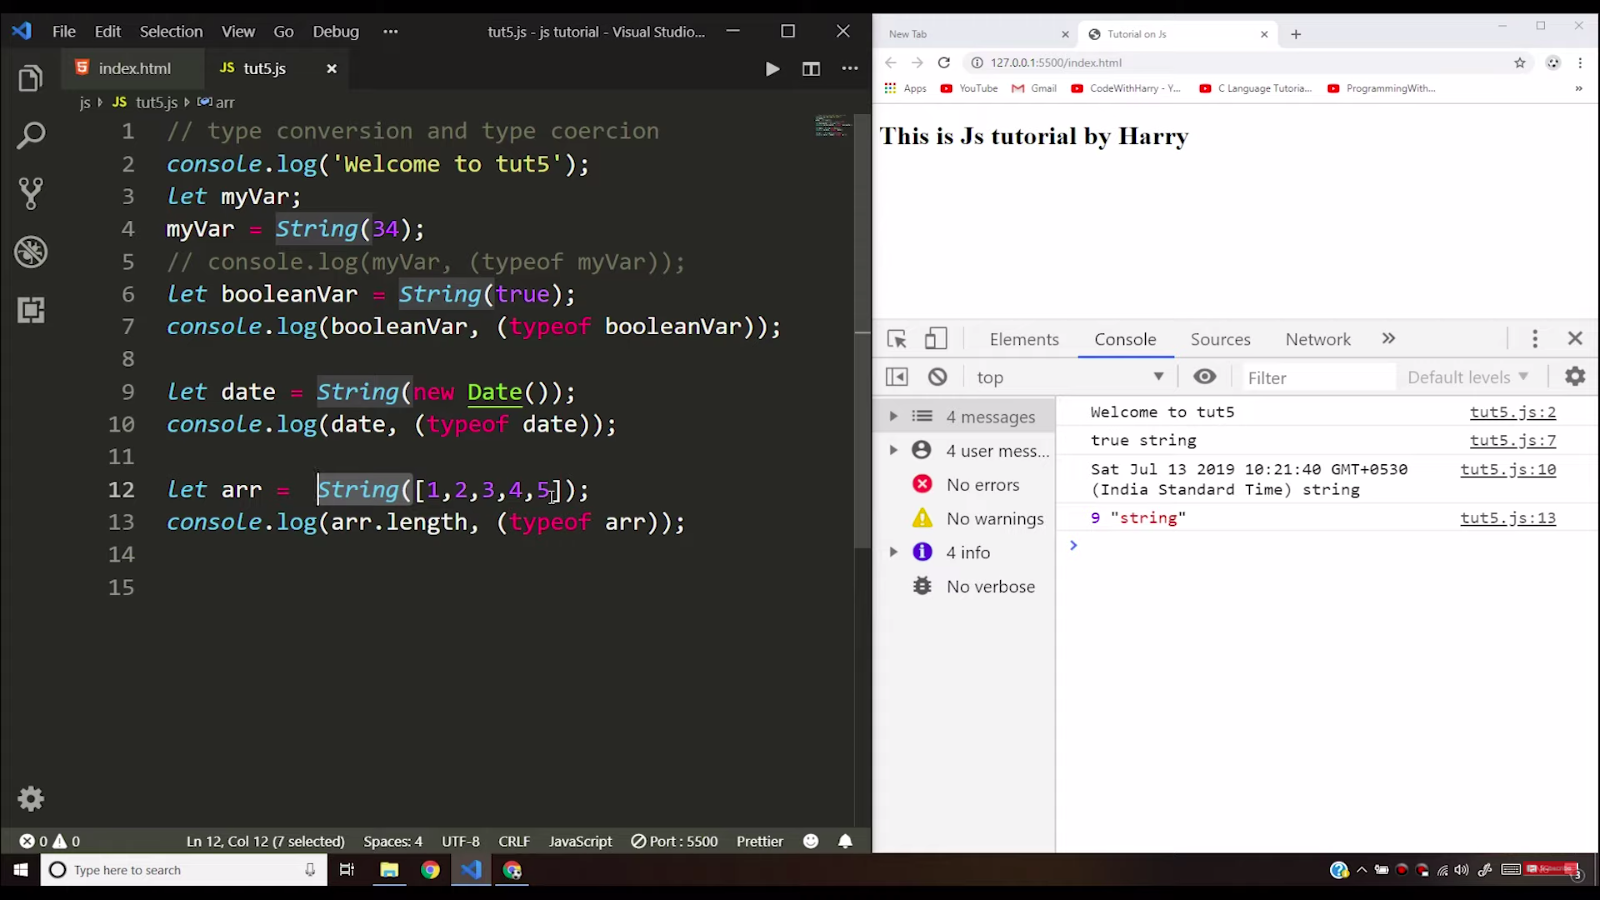 File Edit Selection View Go Debug ··· tut5.js - js tutorial - Visual Studio...
index.html JS tut5.js
js JS tut5.js arr
1 // type conversion and type coercion
2 console.log('Welcome to tut5');
3 let myVar;
4 myVar = String(34);
5 // console.log(myVar, (typeof myVar));
6 let booleanVar = String(true);
7 console.log(booleanVar, (typeof booleanVar));
8
9 let date = String(new Date());
10 console.log(date, (typeof date));
11
12 let arr =  String([1,2,3,4,5]);
13 console.log(arr.length, (typeof arr));
14
15
0 0 Ln 12, Col 12 (7 selected) Spaces: 4 UTF-8 CRLF JavaScript Port : 5500 Prettier
New Tab Tutorial on Js
127.0.0.1:5500/index.html
Apps YouTube Gmail CodeWithHarry - Y... C Language Tutoria... ProgrammingWith... »
This is Js tutorial by Harry
Elements Console Sources Network »
top Filter Default levels
4 messages
4 user mess...
No errors
No warnings
4 info
No verbose
Welcome to tut5 tut5.js:2
true string tut5.js:7
Sat Jul 13 2019 10:21:40 GMT+0530 tut5.js:10
(India Standard Time) string
9 "string" tut5.js:13
>
Type here to search